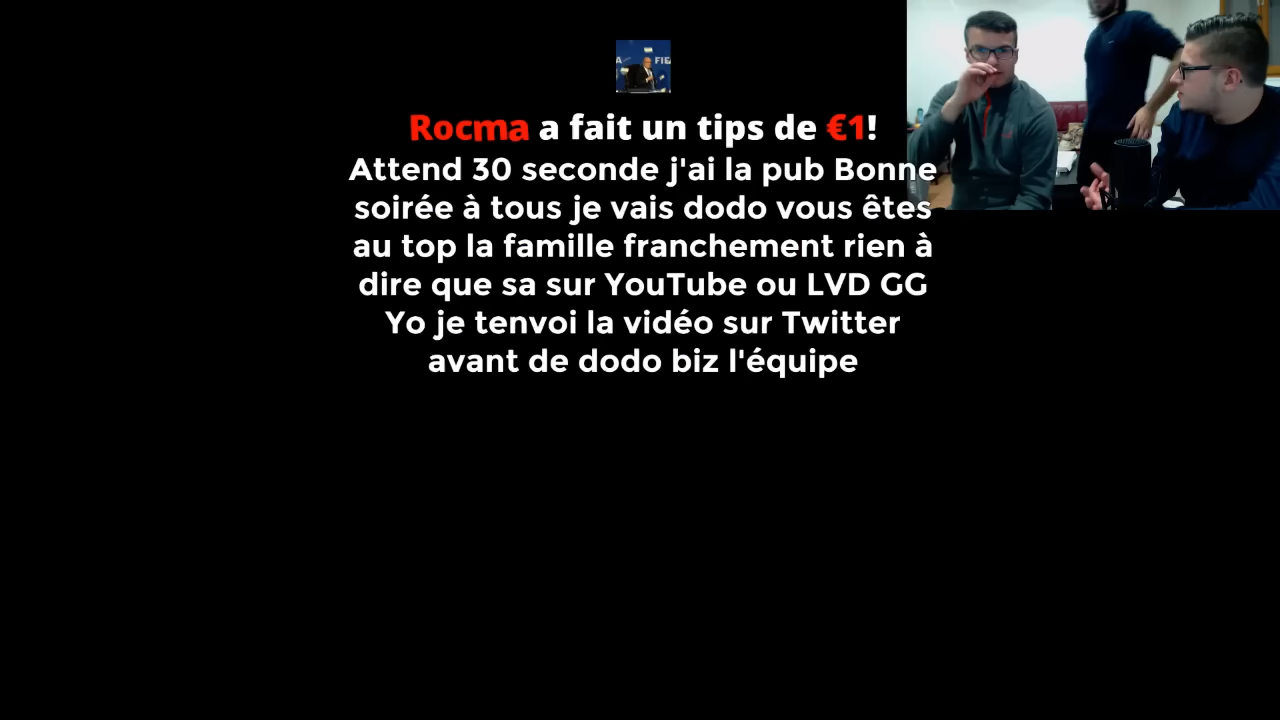 FIFA
Rocma a fait un tips de €1!
Attend 30 seconde j'ai la pub Bonne
soirée à tous je vais dodo vous êtes
au top la famille franchement rien à
dire que sa sur YouTube ou LVD GG
Yo je tenvoi la vidéo sur Twitter
avant de dodo biz l'équipe